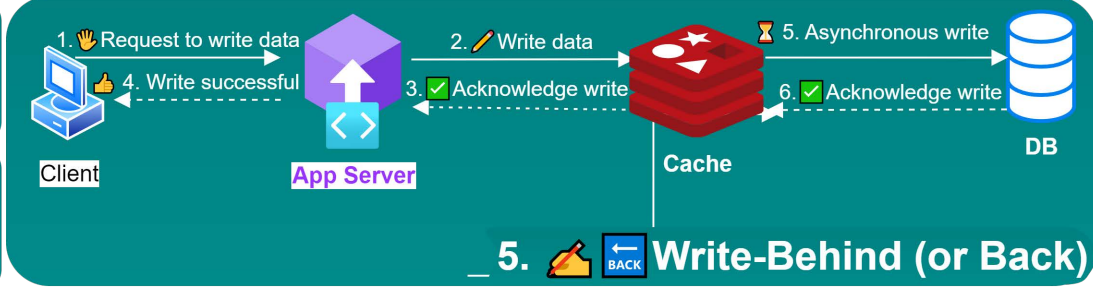 1. 🖐 Request to write data
2. ✏️ Write data
⏳ 5. Asynchronous write
👍 4. Write successful
3. ✅ Acknowledge write
6. ✅ Acknowledge write
Client
App Server
Cache
DB
_ 5. ✍️ 🔙 Write-Behind (or Back)
BACK